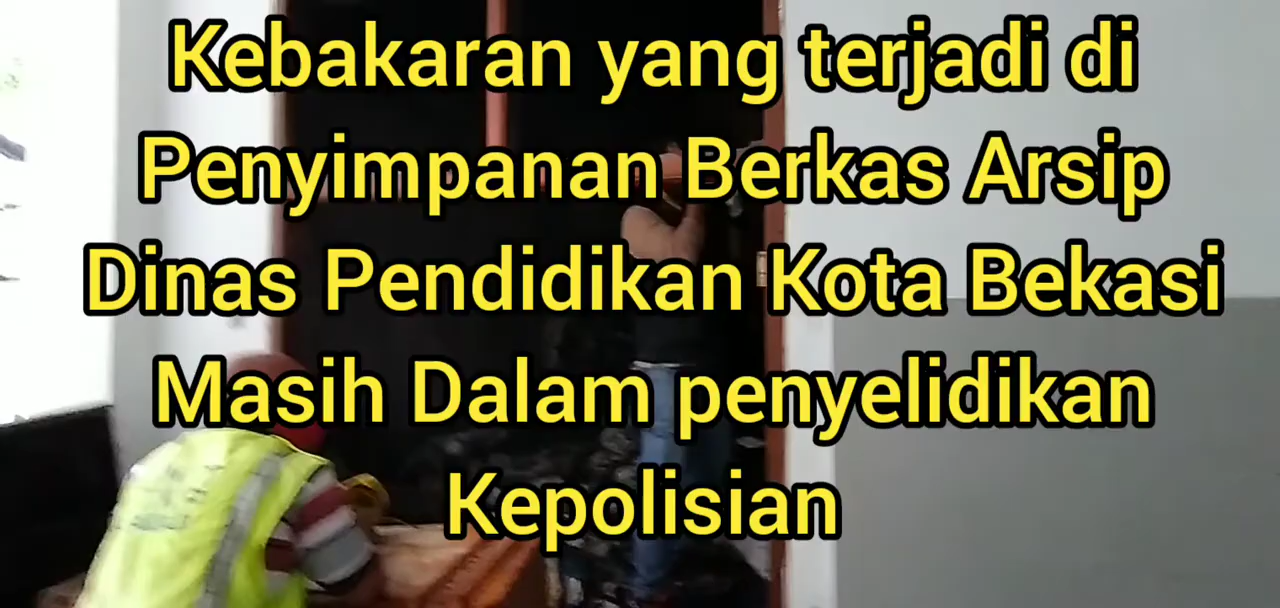 Kebakaran yang terjadi di
Penyimpanan Berkas Arsip
Dinas Pendidikan Kota Bekasi
Masih Dalam penyelidikan
Kepolisian